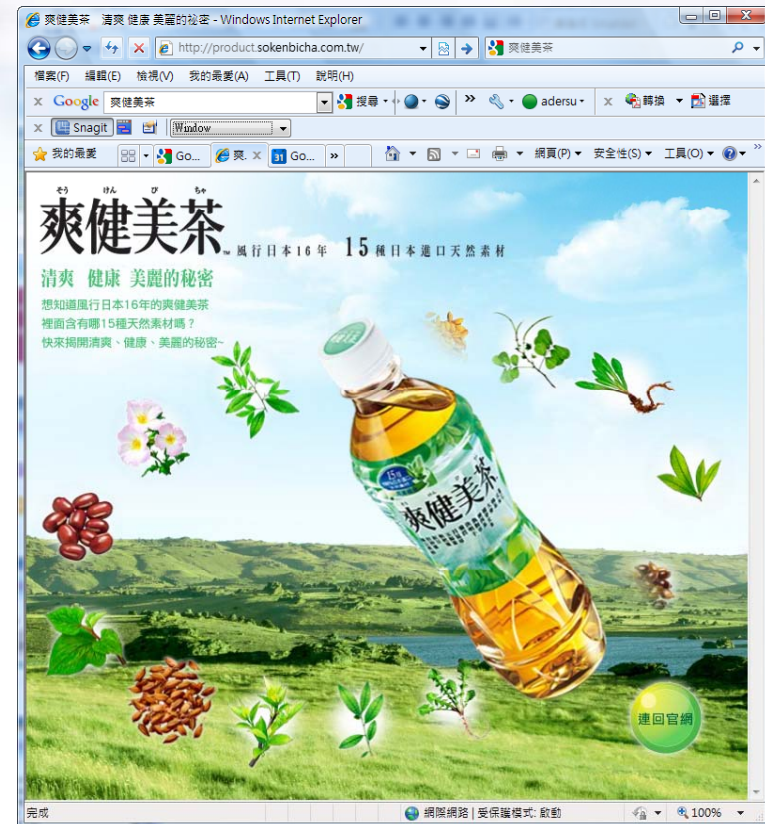 爽健美茶 清爽 健康 美麗的祕密 - Windows Internet Explorer
http://product.sokenbicha.com.tw/
爽健美茶
檔案(F) 編輯(E) 檢視(V) 我的最愛(A) 工具(T) 說明(H)
x Google 爽健美茶 搜尋 » adersu x 轉換 選擇
x Snagit Window
我的最愛 Go... 爽. x 31 Go... » 網頁(P) 安全性(S) 工具(O) »
そう けん び ちゃ
爽健美茶™ 風行日本16年 15種日本進口天然素材
清爽 健康 美麗的秘密
想知道風行日本16年的爽健美茶
裡面含有哪15種天然素材嗎？
快來揭開清爽、健康、美麗的秘密~
15種
爽健美茶
連回官網
完成 網際網路 | 受保護模式: 啟動 100%